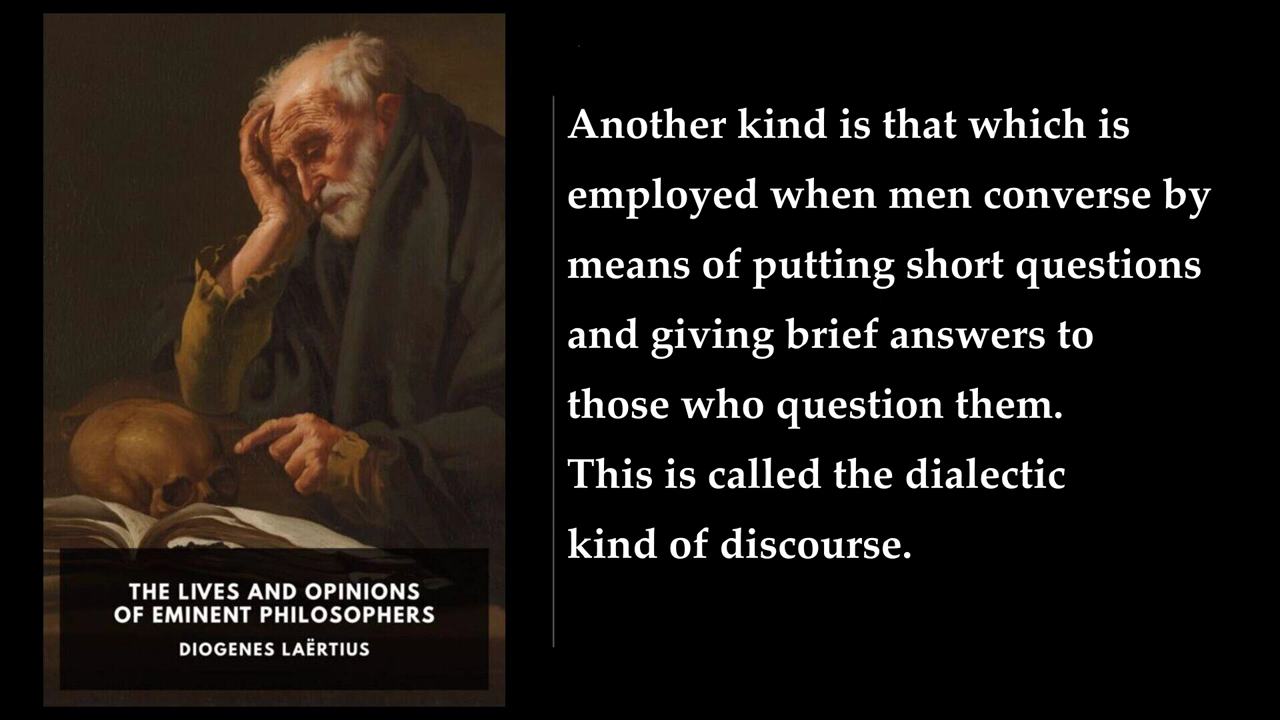 THE LIVES AND OPINIONS
OF EMINENT PHILOSOPHERS
DIOGENES LAËRTIUS
Another kind is that which is
employed when men converse by
means of putting short questions
and giving brief answers to
those who question them.
This is called the dialectic
kind of discourse.